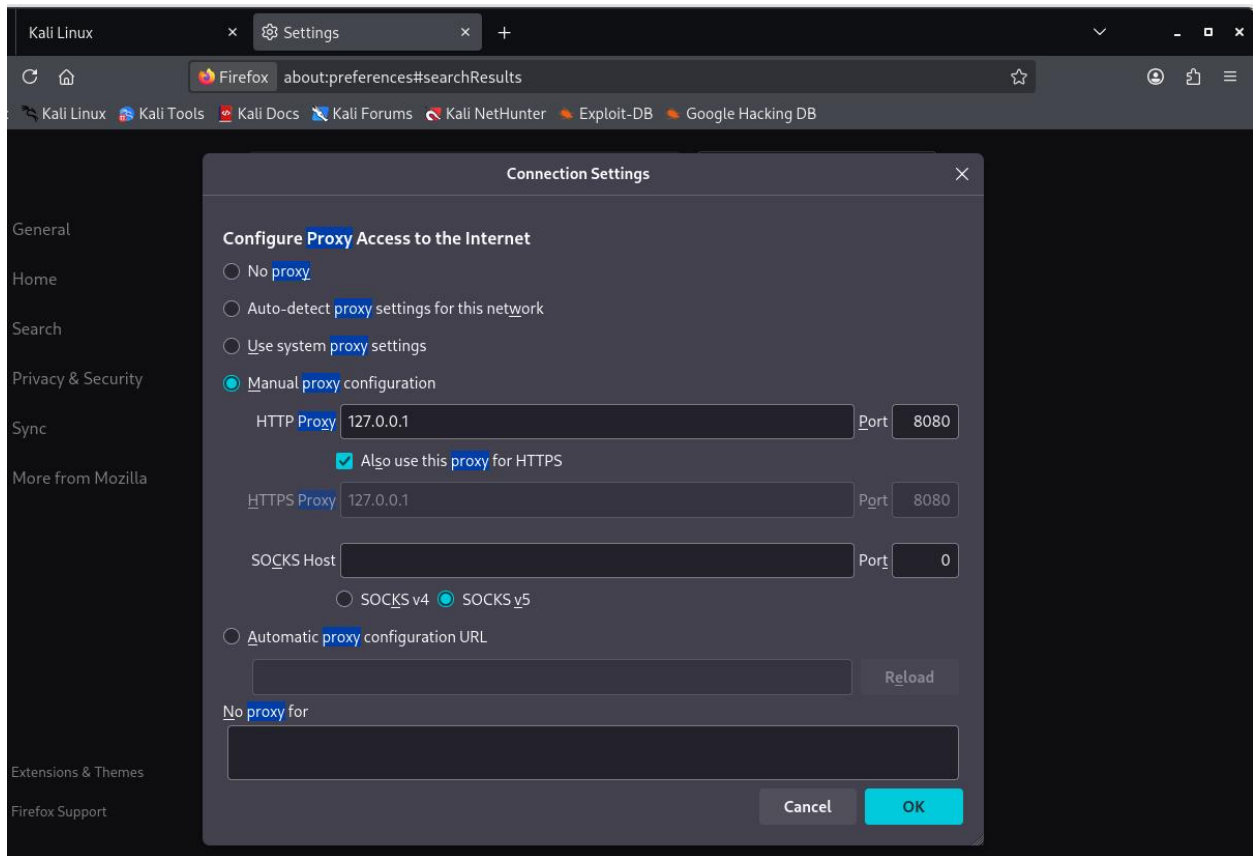 Kali Linux
Settings
Firefox about:preferences#searchResults
Kali Linux Kali Tools Kali Docs Kali Forums Kali NetHunter Exploit-DB Google Hacking DB
Connection Settings
General
Home
Search
Privacy & Security
Sync
More from Mozilla
Extensions & Themes
Firefox Support
Configure Proxy Access to the Internet
No proxy
Auto-detect proxy settings for this network
Use system proxy settings
Manual proxy configuration
HTTP Proxy 127.0.0.1 Port 8080
Also use this proxy for HTTPS
HTTPS Proxy 127.0.0.1 Port 8080
SOCKS Host Port 0
SOCKS v4 SOCKS v5
Automatic proxy configuration URL
Reload
No proxy for
Cancel OK